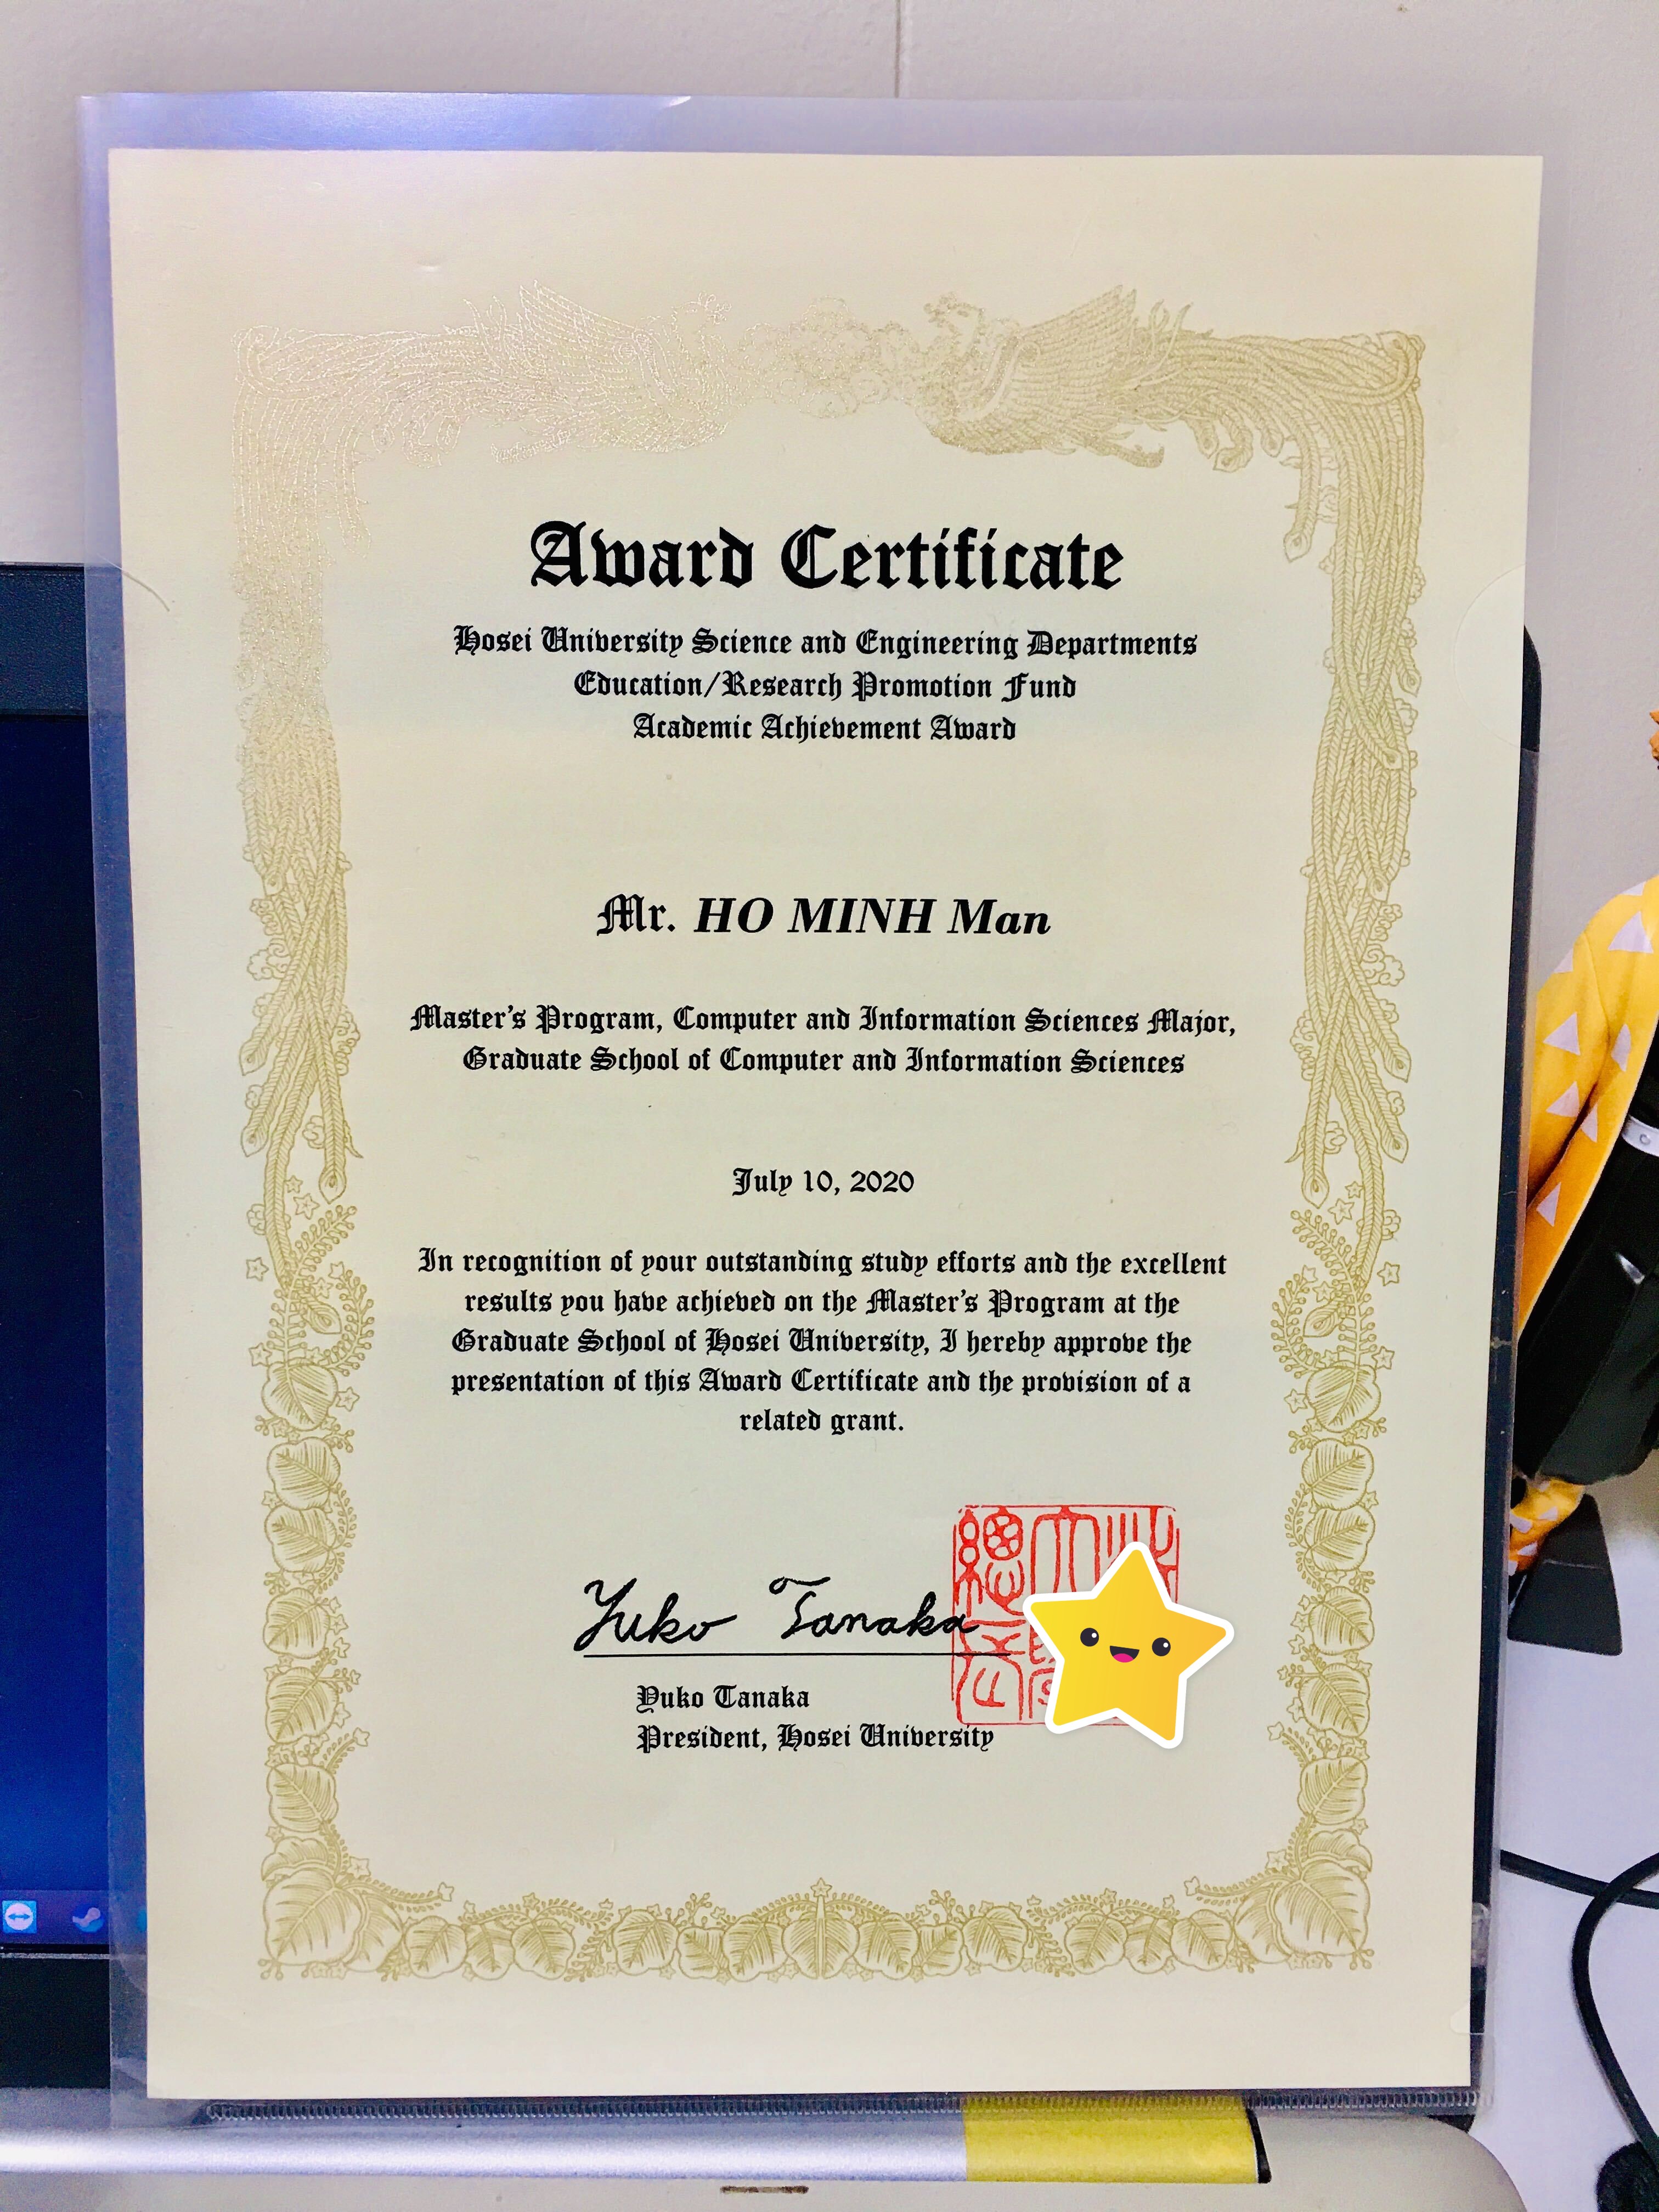 Award Certificate
Hosei University Science and Engineering Departments
Education/Research Promotion Fund
Academic Achievement Award
Mr. HO MINH Man
Master's Program, Computer and Information Sciences Major,
Graduate School of Computer and Information Sciences
July 10, 2020
In recognition of your outstanding study efforts and the excellent
results you have achieved on the Master's Program at the
Graduate School of Hosei University, I hereby approve the
presentation of this Award Certificate and the provision of a
related grant.
Yuko Tanaka
Yuko Tanaka
President, Hosei University